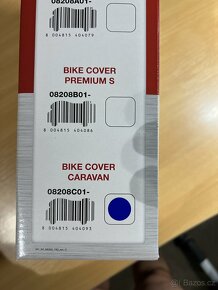 08208A01-
8 004815 404079
BIKE COVER
PREMIUM S
08208B01-
8 004815 404086
BIKE COVER
CARAVAN
08208C01-
8 004815 404093
Bazoš.cz